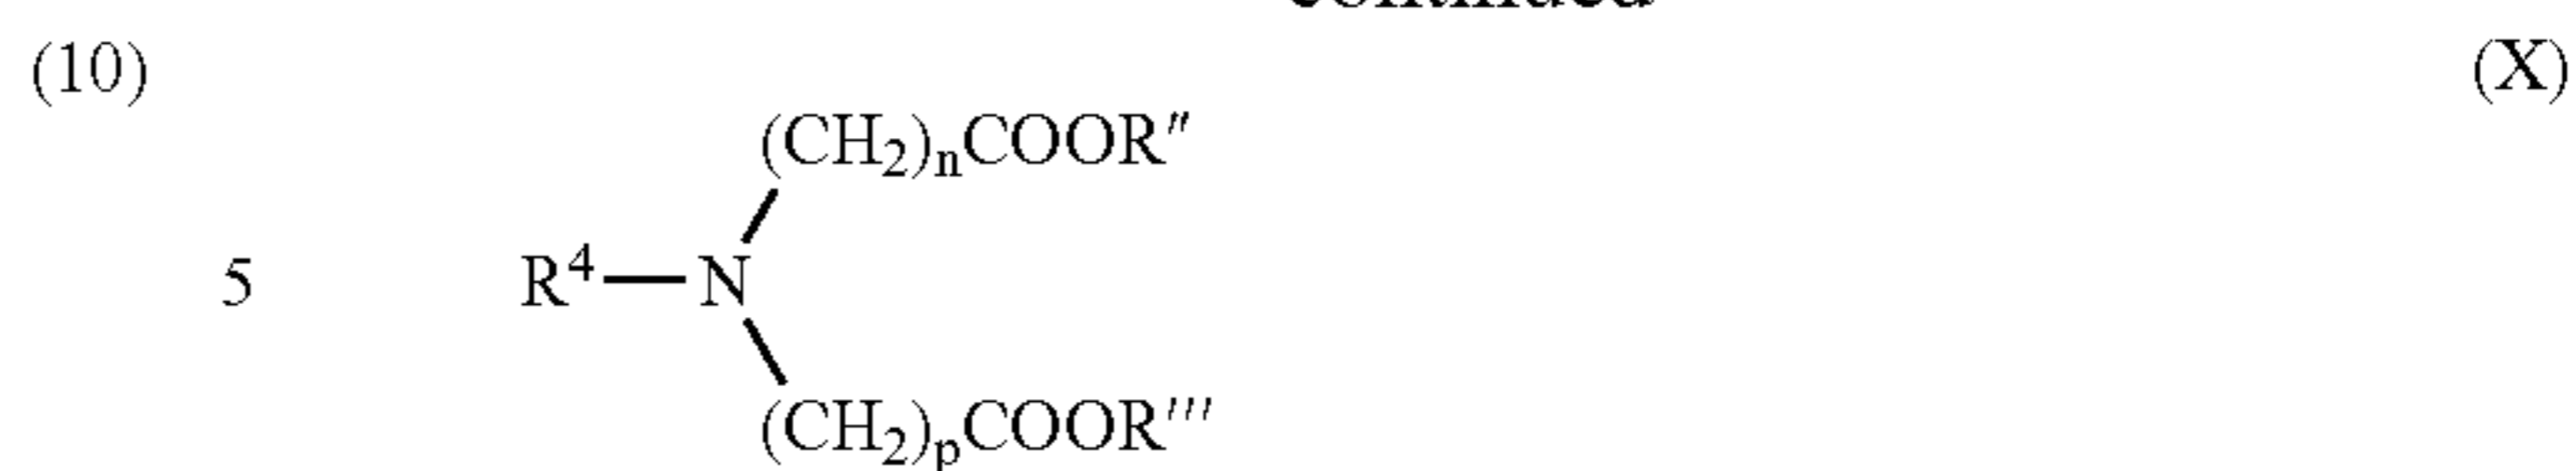 (10) (X)
(CH₂)ₙCOOR″
5 R⁴—N
(CH₂)ₚCOOR‴